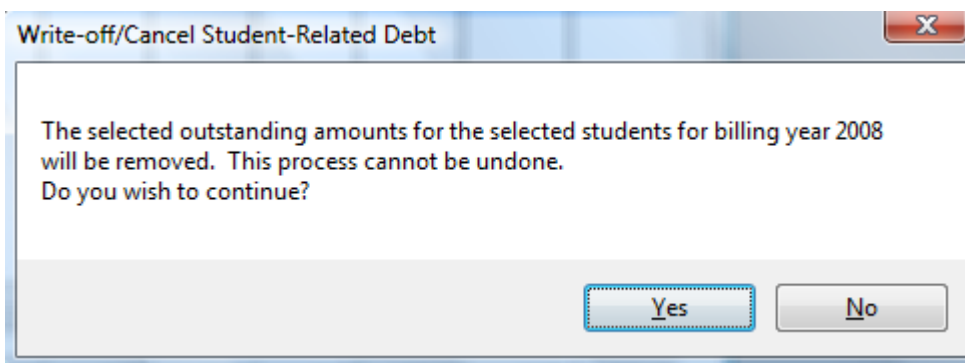 Write-off/Cancel Student-Related Debt
The selected outstanding amounts for the selected students for billing year 2008
will be removed.  This process cannot be undone.
Do you wish to continue?
Yes
No